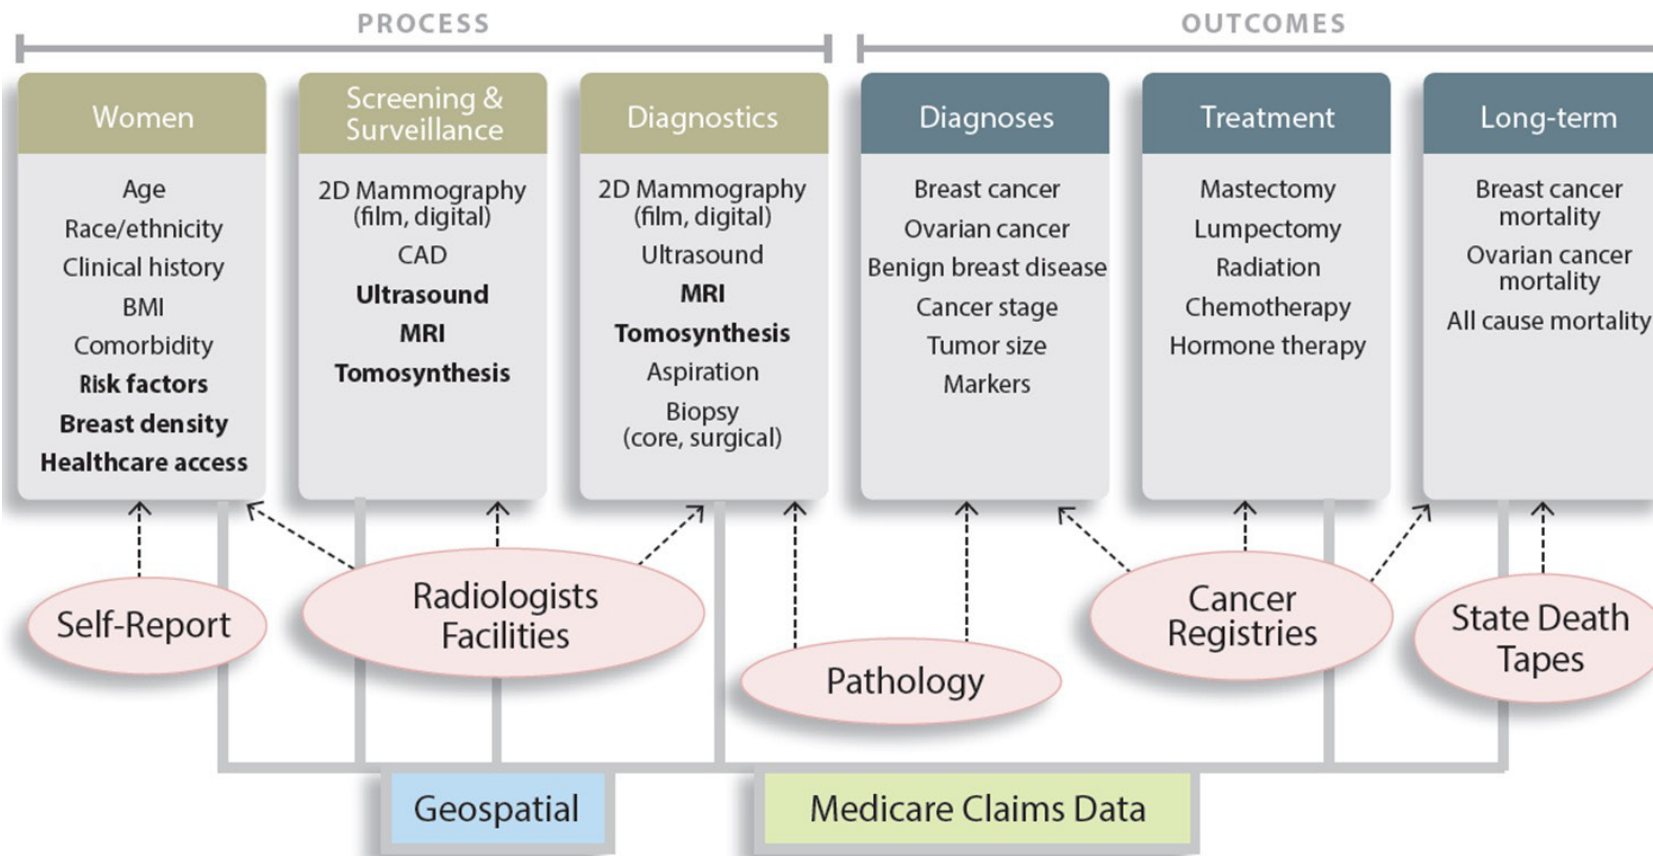 PROCESS
OUTCOMES
Women
Age
Race/ethnicity
Clinical history
BMI
Comorbidity
Risk factors
Breast density
Healthcare access
Screening &
Surveillance
2D Mammography
(film, digital)
CAD
Ultrasound
MRI
Tomosynthesis
Diagnostics
2D Mammography
(film, digital)
Ultrasound
MRI
Tomosynthesis
Aspiration
Biopsy
(core, surgical)
Diagnoses
Breast cancer
Ovarian cancer
Benign breast disease
Cancer stage
Tumor size
Markers
Treatment
Mastectomy
Lumpectomy
Radiation
Chemotherapy
Hormone therapy
Long-term
Breast cancer
mortality
Ovarian cancer
mortality
All cause mortality
Self-Report
Radiologists
Facilities
Pathology
Cancer
Registries
State Death
Tapes
Geospatial
Medicare Claims Data